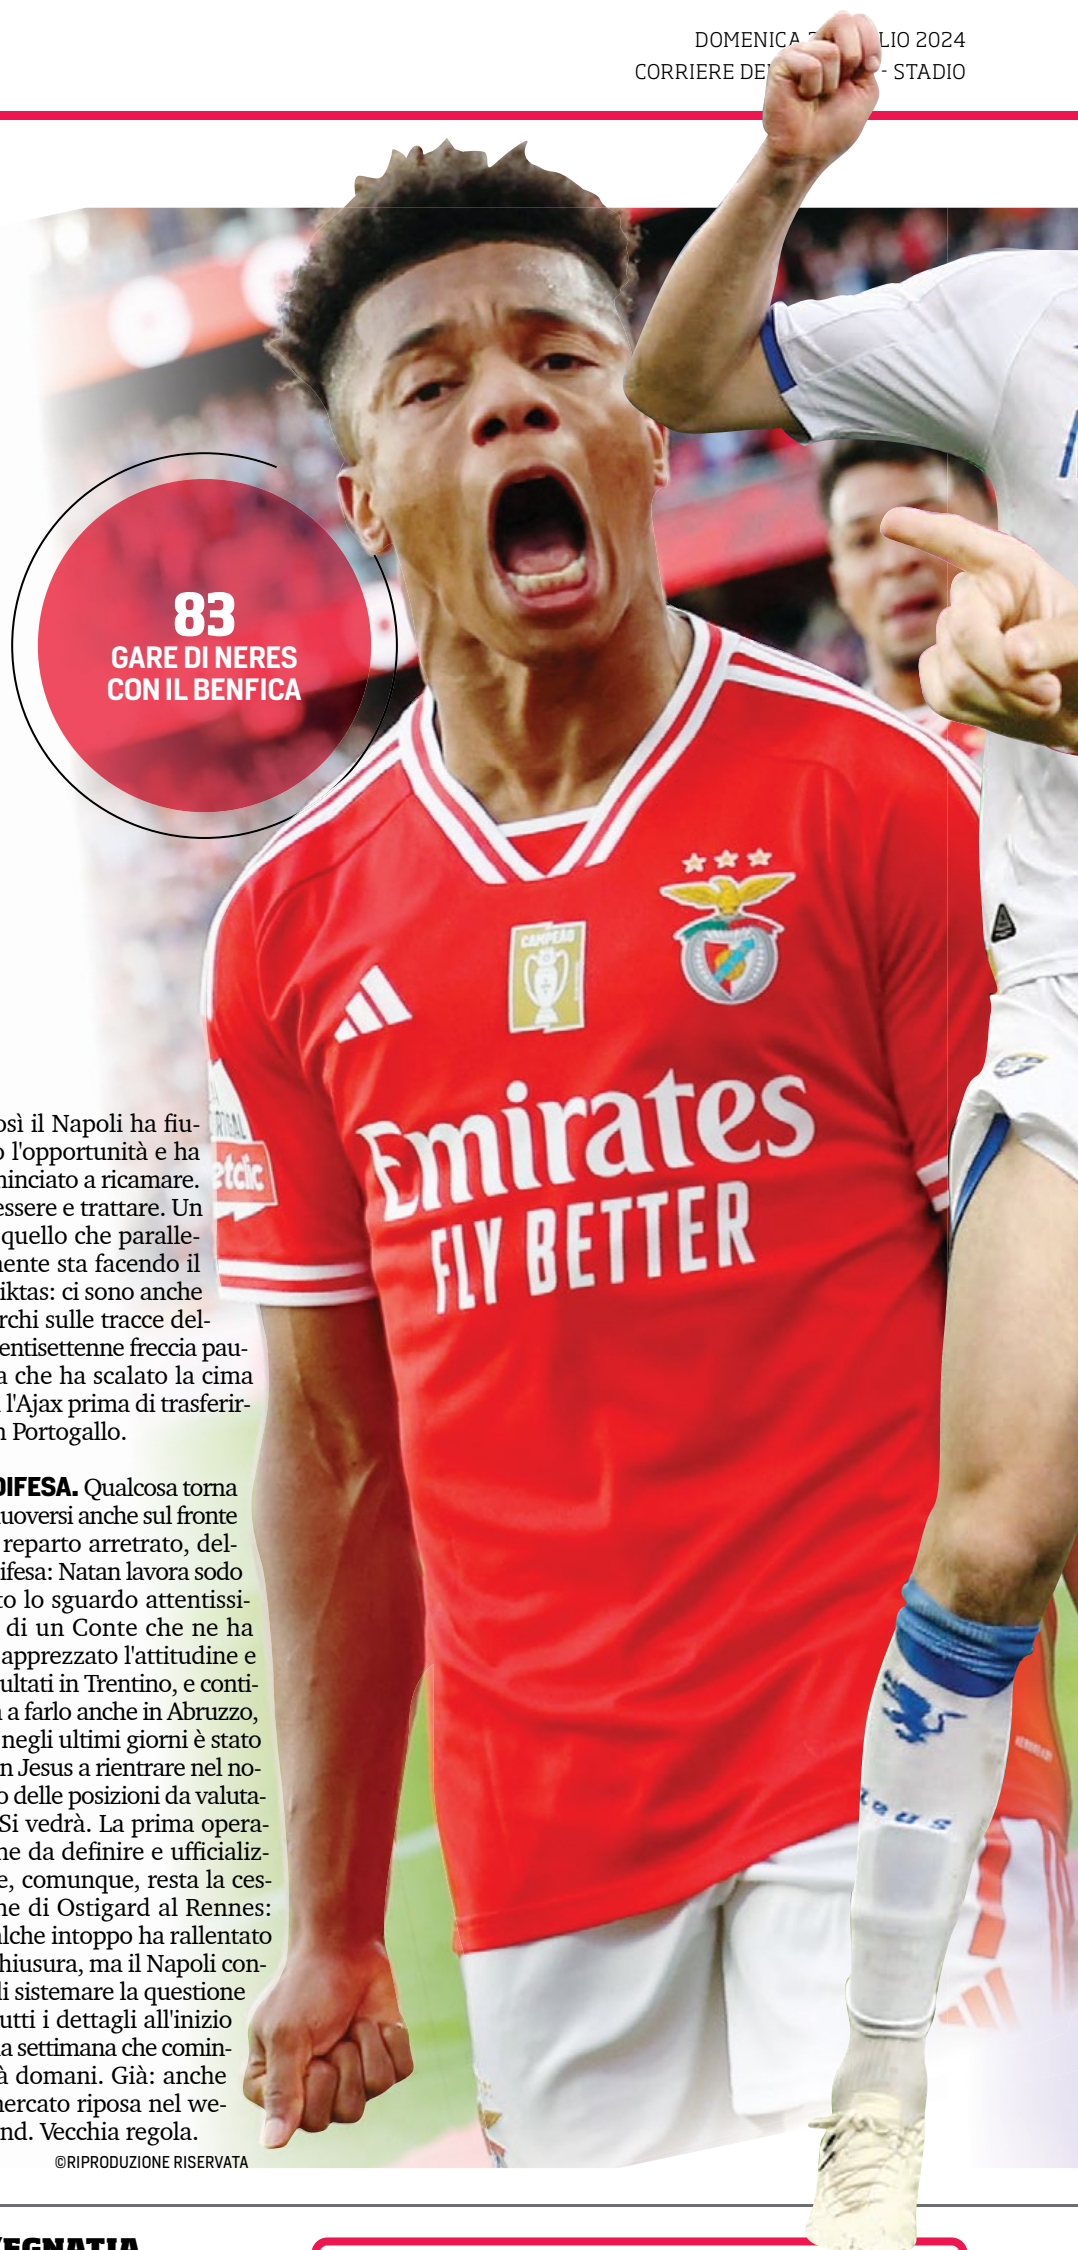 DOMENICA LIO 2024
CORRIERE - STADIO
83
GARE DI NERES
CON IL BENFICA
CAMPEÃO
Emirates
FLY BETTER
osì il Napoli ha fiu-
o l'opportunità e ha
minciato a ricamare.
essere e trattare. Un
quello che paralle-
mente sta facendo il
iktas: ci sono anche
rchi sulle tracce del-
entisettenne freccia pau-
a che ha scalato la cima
l'Ajax prima di trasferir-
n Portogallo.
DIFESA. Qualcosa torna
nuoversi anche sul fronte
reparto arretrato, del-
ifesa: Natan lavora sodo
to lo sguardo attentissi-
di un Conte che ne ha
apprezzato l'attitudine e
ultati in Trentino, e conti-
a farlo anche in Abruzzo,
negli ultimi giorni è stato
n Jesus a rientrare nel no-
o delle posizioni da valuta-
Si vedrà. La prima opera-
ne da definire e ufficializ-
e, comunque, resta la ces-
ne di Ostigard al Rennes:
alche intoppo ha rallentato
chiusura, ma il Napoli con-
di sistemare la questione
utti i dettagli all'inizio
a settimana che comin-
à domani. Già: anche
mercato riposa nel we-
nd. Vecchia regola.
©RIPRODUZIONE RISERVATA